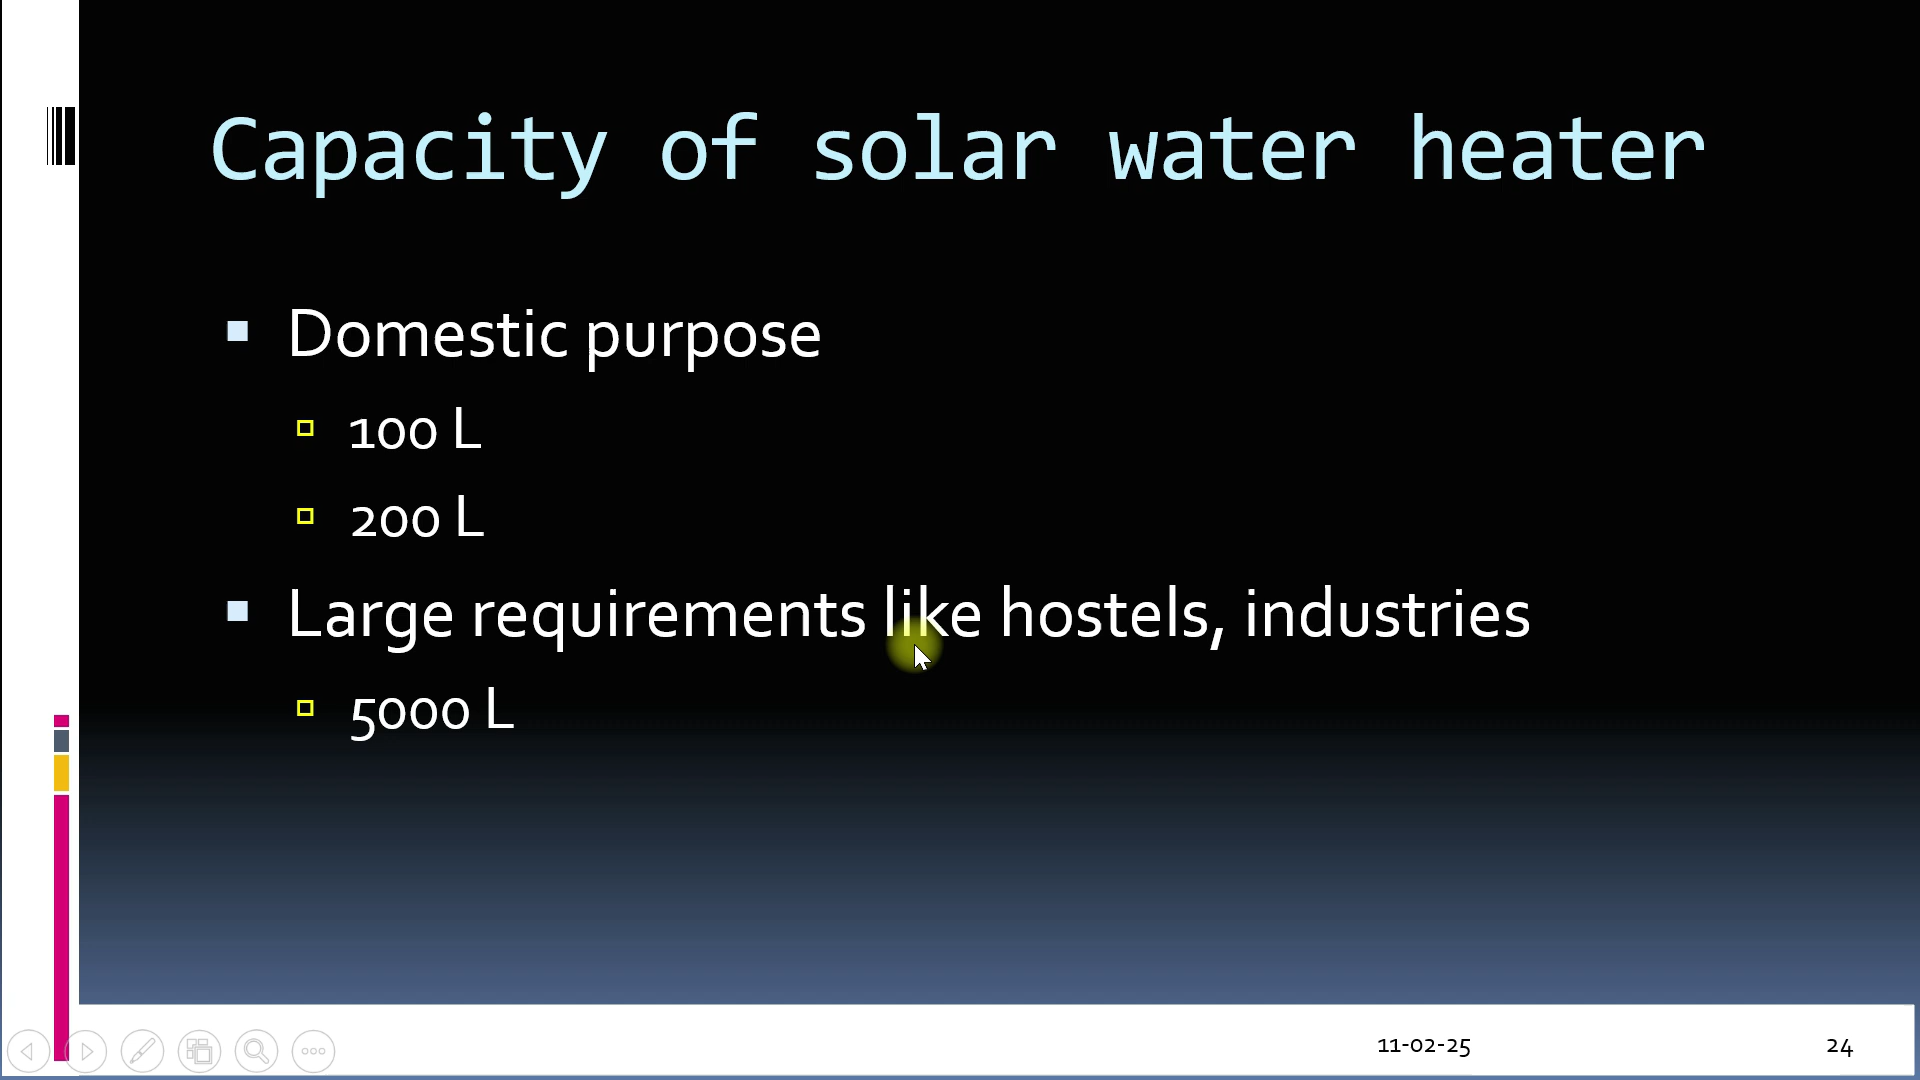 Capacity of solar water heater
Domestic purpose
100 L
200 L
Large requirements like hostels, industries
5000 L
11-02-25
24